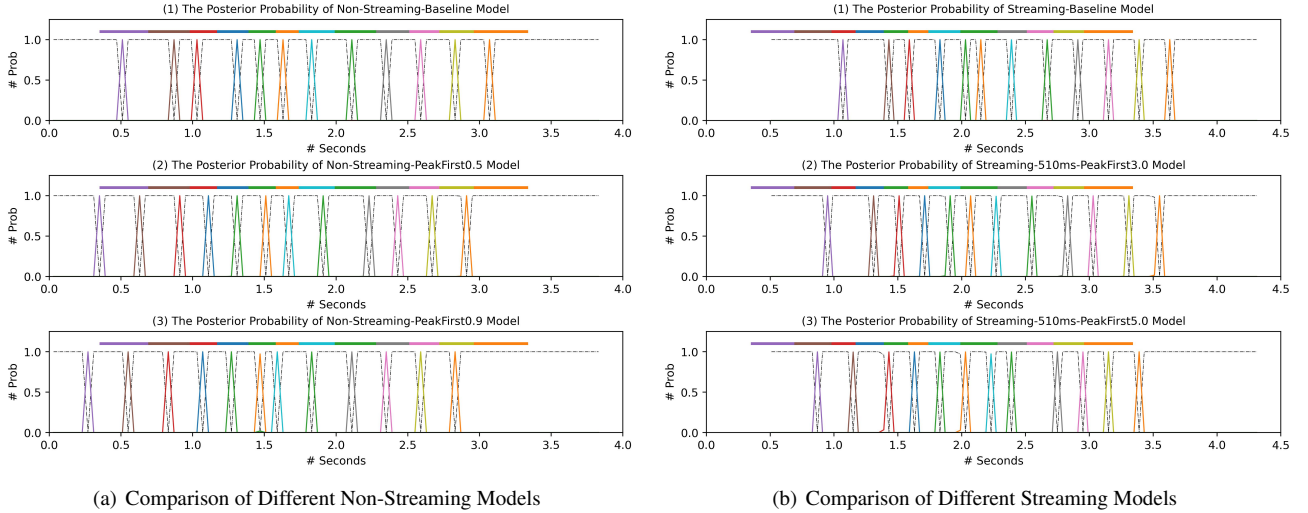 (1) The Posterior Probability of Non-Streaming-Baseline Model
# Prob
1.0
0.5
0.0
0.0 0.5 1.0 1.5 2.0 2.5 3.0 3.5 4.0
# Seconds
(2) The Posterior Probability of Non-Streaming-PeakFirst0.5 Model
# Prob
1.0
0.5
0.0
0.0 0.5 1.0 1.5 2.0 2.5 3.0 3.5 4.0
# Seconds
(3) The Posterior Probability of Non-Streaming-PeakFirst0.9 Model
# Prob
1.0
0.5
0.0
0.0 0.5 1.0 1.5 2.0 2.5 3.0 3.5 4.0
# Seconds
(a) Comparison of Different Non-Streaming Models
(1) The Posterior Probability of Streaming-Baseline Model
# Prob
1.0
0.5
0.0
0.0 0.5 1.0 1.5 2.0 2.5 3.0 3.5 4.0 4.5
# Seconds
(2) The Posterior Probability of Streaming-510ms-PeakFirst3.0 Model
# Prob
1.0
0.5
0.0
0.0 0.5 1.0 1.5 2.0 2.5 3.0 3.5 4.0 4.5
# Seconds
(3) The Posterior Probability of Streaming-510ms-PeakFirst5.0 Model
# Prob
1.0
0.5
0.0
0.0 0.5 1.0 1.5 2.0 2.5 3.0 3.5 4.0 4.5
# Seconds
(b) Comparison of Different Streaming Models